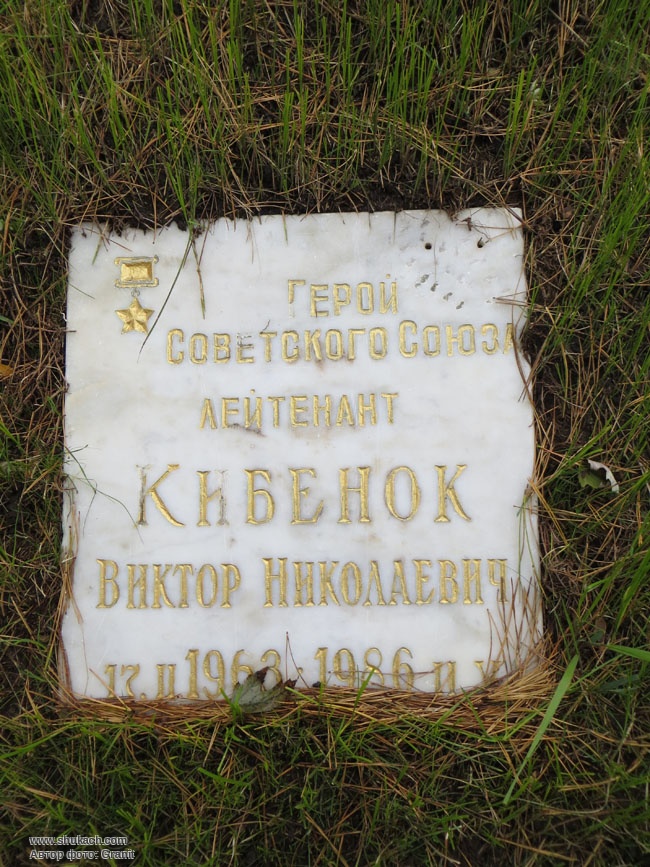 Герой
Советского Союза
лейтенант
Кибенок
Виктор Николаевич
17.II 1963 1986
www.shukach.com
Автор фото: Granit